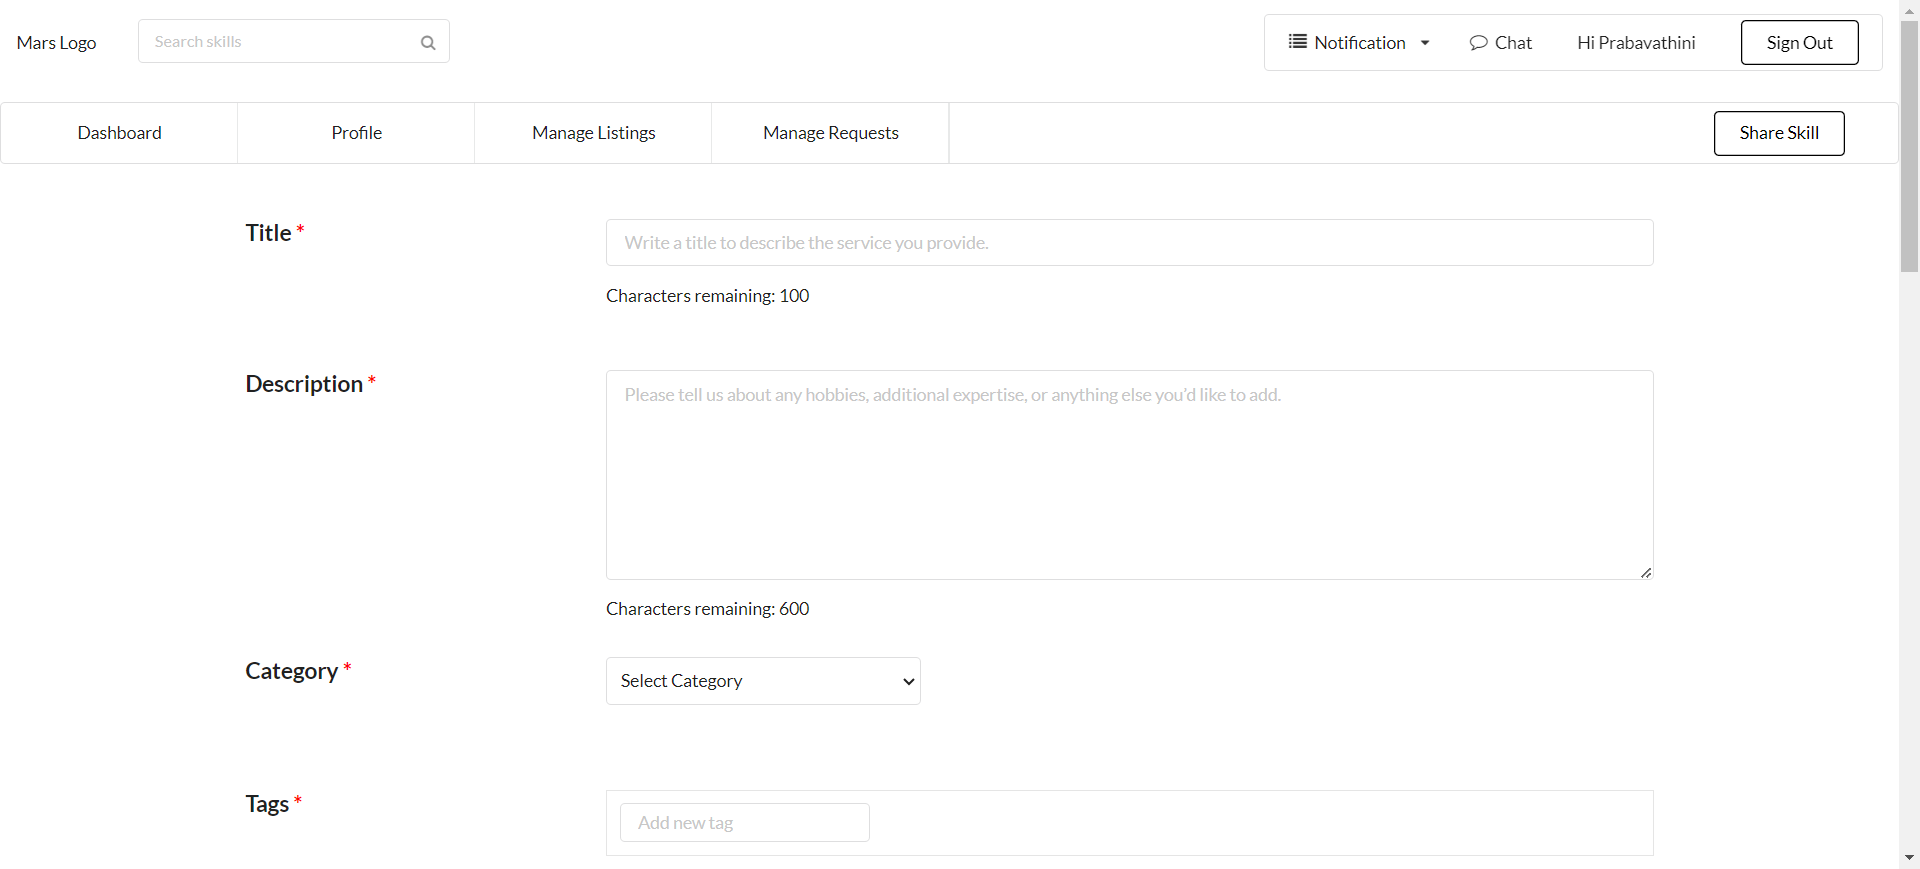 Mars Logo
Search skills
Notification
Chat
Hi Prabavathini
Sign Out
Dashboard
Profile
Manage Listings
Manage Requests
Share Skill
Title *
Write a title to describe the service you provide.
Characters remaining: 100
Description *
Please tell us about any hobbies, additional expertise, or anything else you’d like to add.
Characters remaining: 600
Category *
Select Category
Tags *
Add new tag